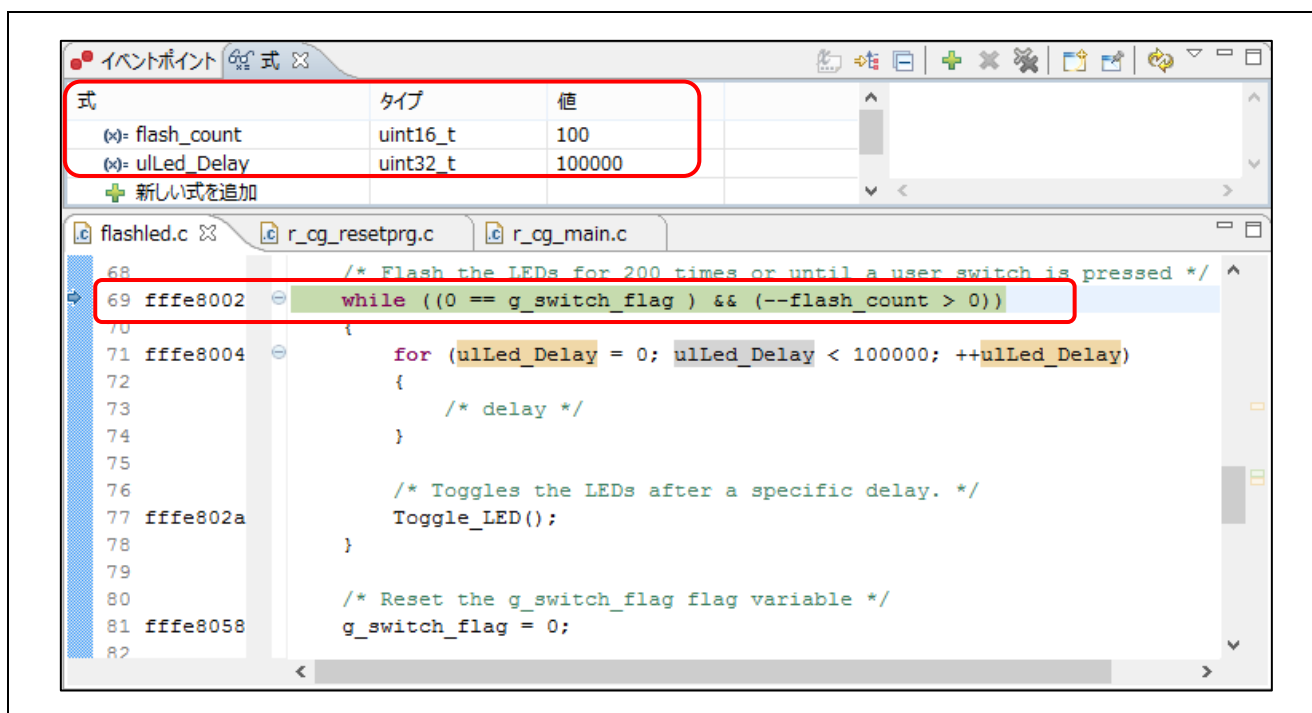 イベントポイント 式
式 タイプ 値
(x)= flash_count uint16_t 100
(x)= ulLed_Delay uint32_t 100000
新しい式を追加
flashled.c r_cg_resetprg.c r_cg_main.c
68 /* Flash the LEDs for 200 times or until a user switch is pressed */
69 fffe8002 while ((0 == g_switch_flag ) && (--flash_count > 0))
70 {
71 fffe8004 for (ulLed_Delay = 0; ulLed_Delay < 100000; ++ulLed_Delay)
72 {
73 /* delay */
74 }
75
76 /* Toggles the LEDs after a specific delay. */
77 fffe802a Toggle_LED();
78 }
79
80 /* Reset the g_switch_flag flag variable */
81 fffe8058 g_switch_flag = 0;
82